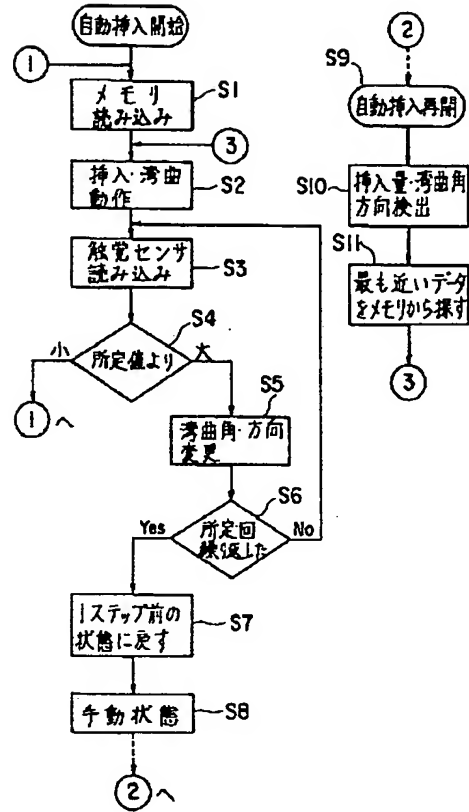 自動挿入開始
1
メモリ
読み込み
S1
3
挿入・湾曲
動作
S2
触覚センサ
読み込み
S3
所定値より
S4
小
大
1へ
湾曲角・方向
変更
S5
所定回
繰返した
S6
Yes
No
1ステップ前の
状態に戻す
S7
手動状態
S8
2へ
2
S9
自動挿入再開
挿入量・湾曲角
方向検出
S10
S11
最も近いデータ
をメモリから探す
3